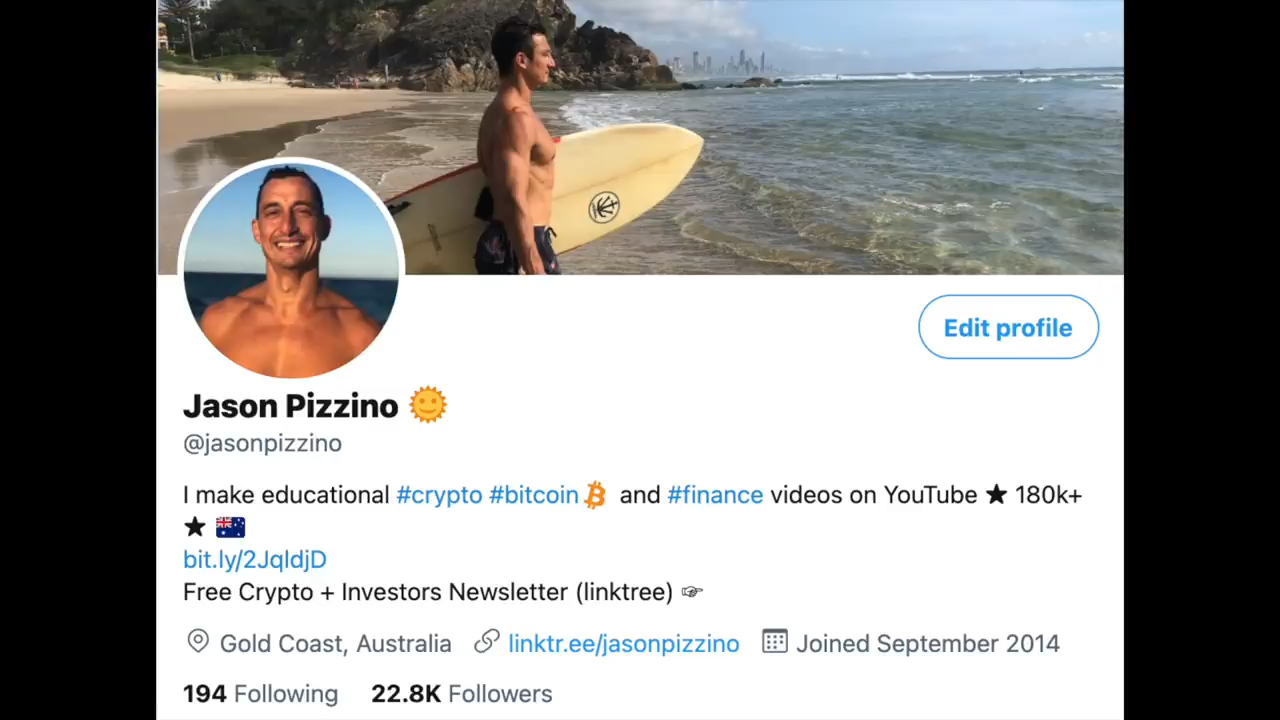 Edit profile
Jason Pizzino 🌞
@jasonpizzino
I make educational #crypto #bitcoin and #finance videos on YouTube ★ 180k+
★ 🇦🇺
bit.ly/2JqldjD
Free Crypto + Investors Newsletter (linktree) ☞
Gold Coast, Australia linktr.ee/jasonpizzino Joined September 2014
194 Following 22.8K Followers